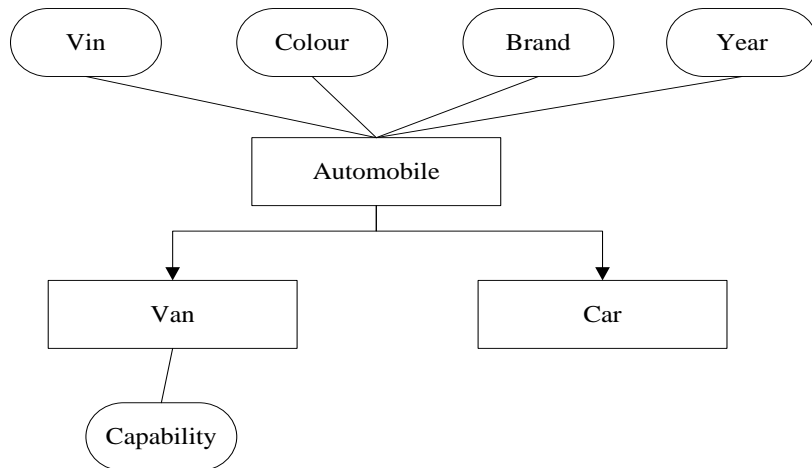 Vin
Colour
Brand
Year
Automobile
Van
Car
Capability